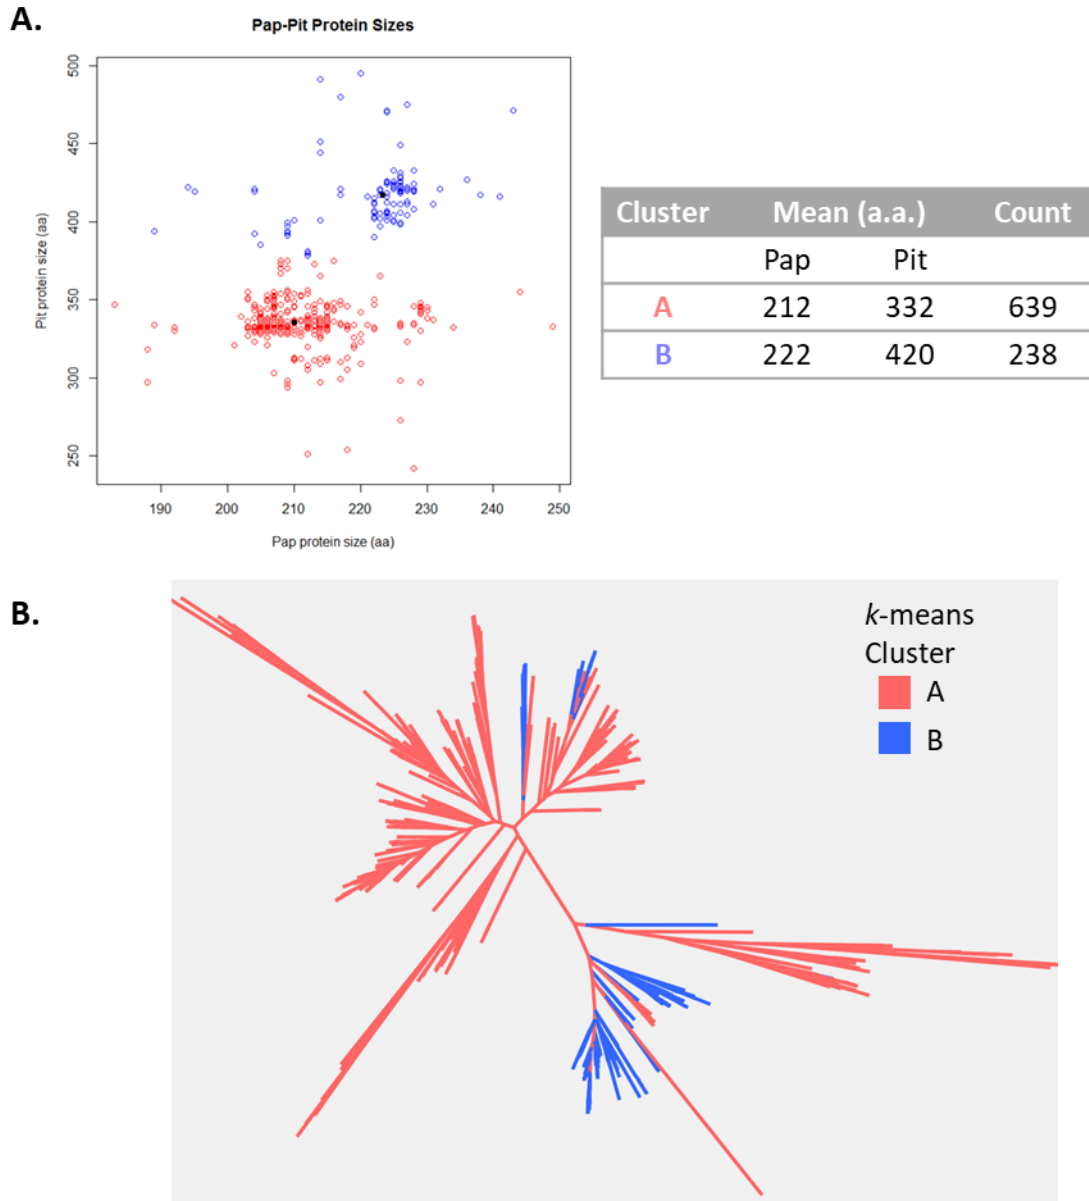 A.
Pap-Pit Protein Sizes
500
450
400
350
300
250
Pit protein size (aa)
190 200 210 220 230 240 250
Pap protein size (aa)
Cluster Mean (a.a.) Count
Pap Pit
A 212 332 639
B 222 420 238
B.
k-means
Cluster
A
B